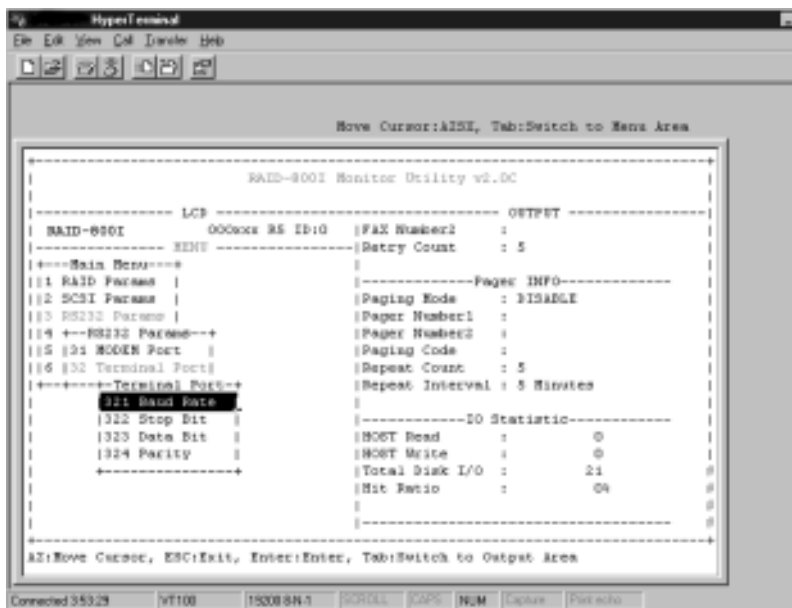 HyperTerminal
File Edit View Call Transfer Help
Move Cursor:AZSX, Tab:Switch to Menu Area
RAID-800I Monitor Utility v2.0C
LCD OUTPUT
RAID-800I 000xxx RS ID:0 |FAX Number2 :
MENU |Retry Count : 5
+---Main Menu---+
||1 RAID Params |
Pager INFO
||2 SCSI Params | |Paging Mode : DISABLE
||3 RS232 Params | |Pager Number1 :
||4 +--RS232 Params--+ |Pager Number2 :
||5 |31 MODEM Port | |Paging Code :
||6 |32 Terminal Port| |Repeat Count : 5
+--+----+-Terminal Port-+ |Repeat Interval : 5 Minutes
321 Baud Rate
|322 Stop Bit | IO Statistic
|323 Data Bit | |HOST Read : 0
|324 Parity | |HOST Write : 0
|Total Disk I/O : 21
|Hit Ratio : 0%
AZ:Move Cursor, ESC:Exit, Enter:Enter, Tab:Switch to Output Area
Connected 3:53:29 VT100 19200 8-N-1 SCROLL CAPS NUM Capture Print echo